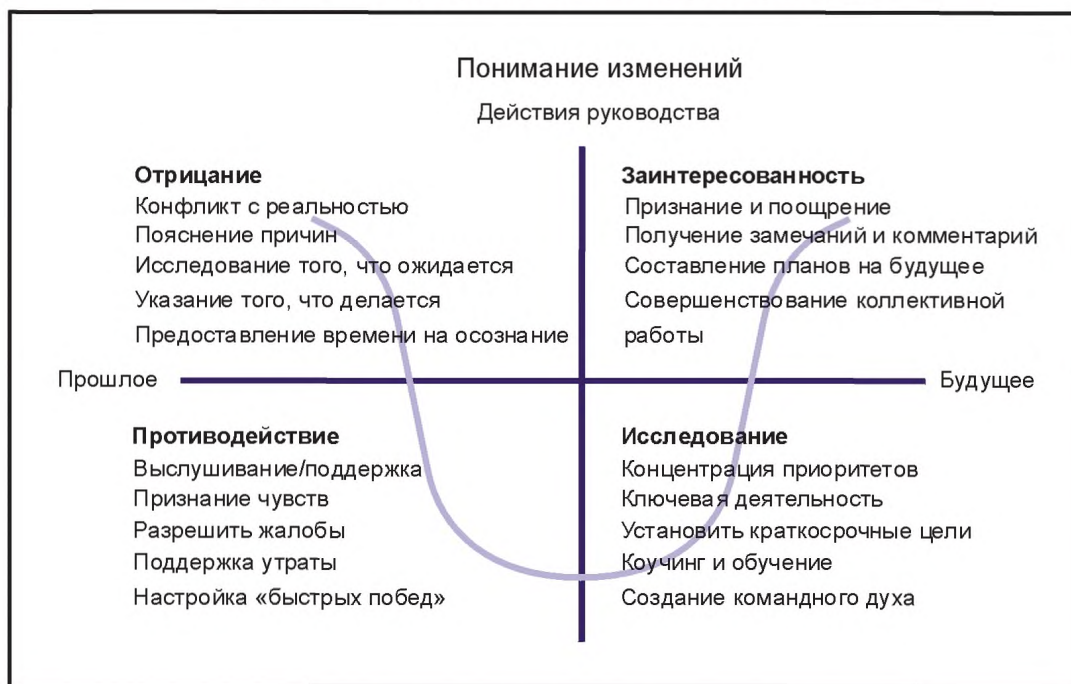 Понимание изменений
Действия руководства
Отрицание
Конфликт с реальностью
Пояснение причин
Исследование того, что ожидается
Указание того, что делается
Предоставление времени на осознание
Заинтересованность
Признание и поощрение
Получение замечаний и комментарий
Составление планов на будущее
Совершенствование коллективной
работы
Прошлое
Будущее
Противодействие
Выслушивание/поддержка
Признание чувств
Разрешить жалобы
Поддержка утраты
Настройка «быстрых побед»
Исследование
Концентрация приоритетов
Ключевая деятельность
Установить краткосрочные цели
Коучинг и обучение
Создание командного духа